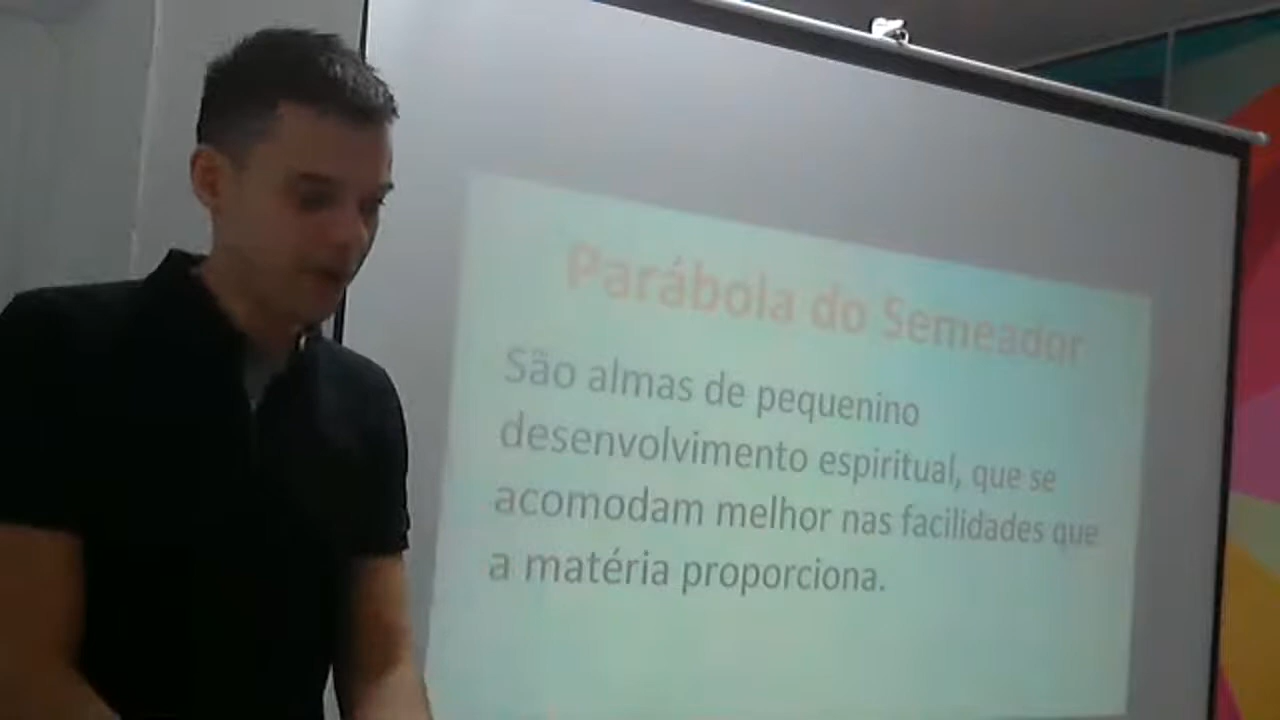 Parábola do Semeador
São almas de pequenino
desenvolvimento espiritual, que se
acomodam melhor nas facilidades que
a matéria proporciona.